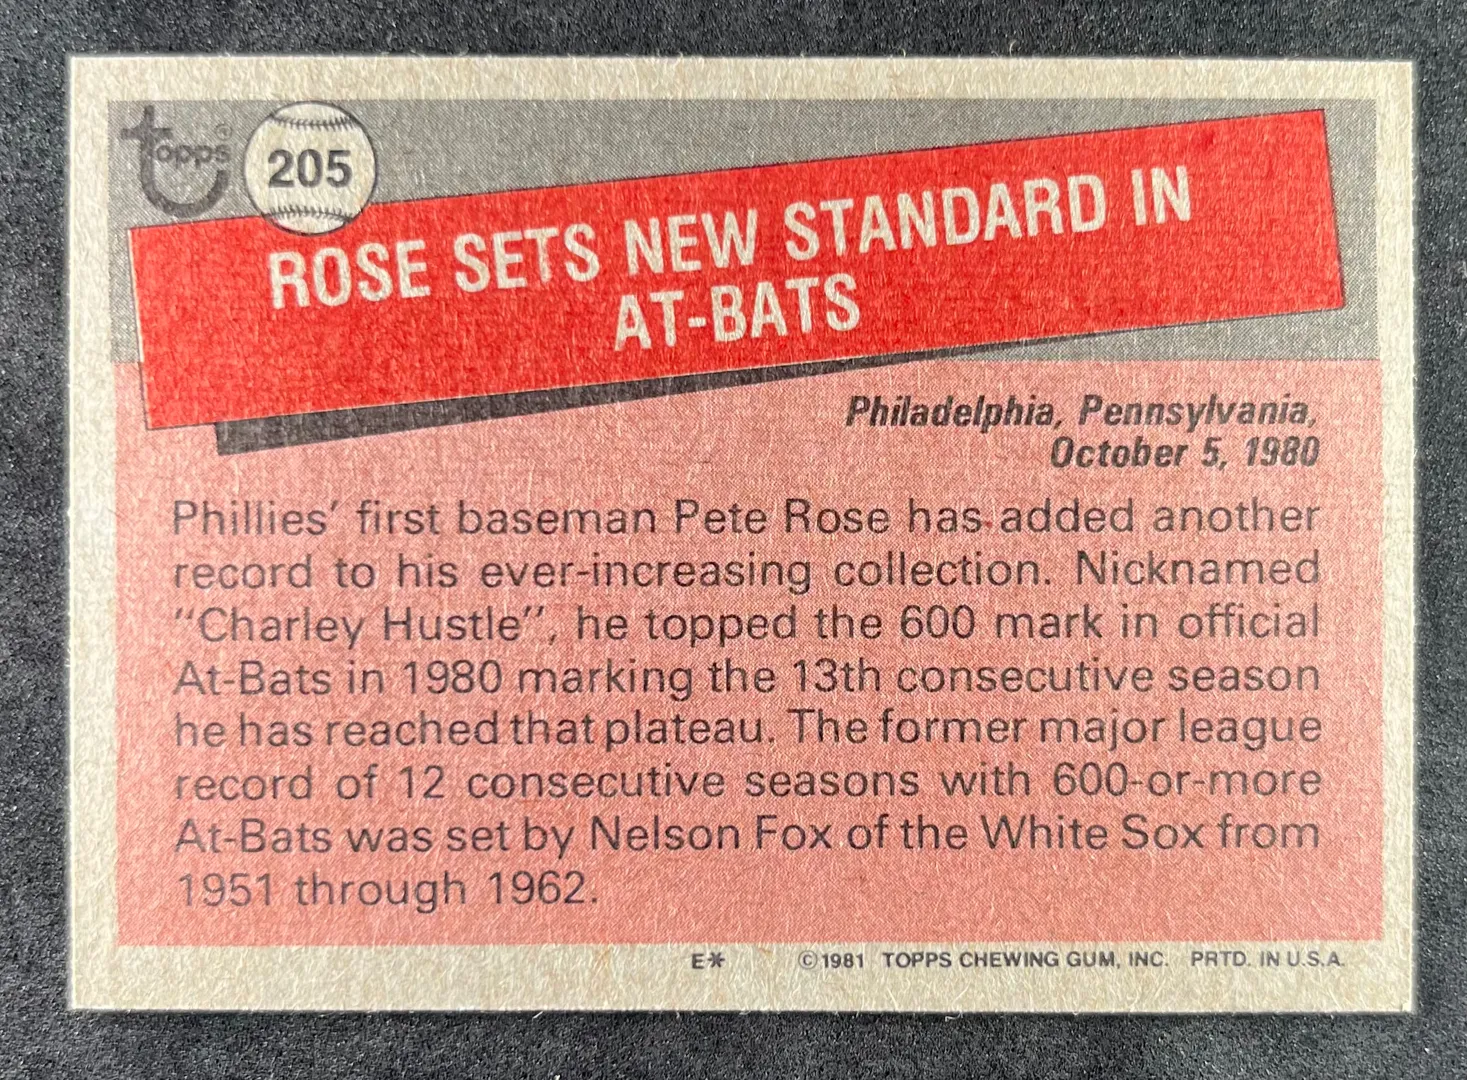 topps®
205
ROSE SETS NEW STANDARD IN
AT-BATS
Philadelphia, Pennsylvania,
October 5, 1980
Phillies' first baseman Pete Rose has added another
record to his ever-increasing collection. Nicknamed
"Charley Hustle", he topped the 600 mark in official
At-Bats in 1980 marking the 13th consecutive season
he has reached that plateau. The former major league
record of 12 consecutive seasons with 600-or-more
At-Bats was set by Nelson Fox of the White Sox from
1951 through 1962.
E* ©1981 TOPPS CHEWING GUM, INC. PRTD. IN U.S.A.